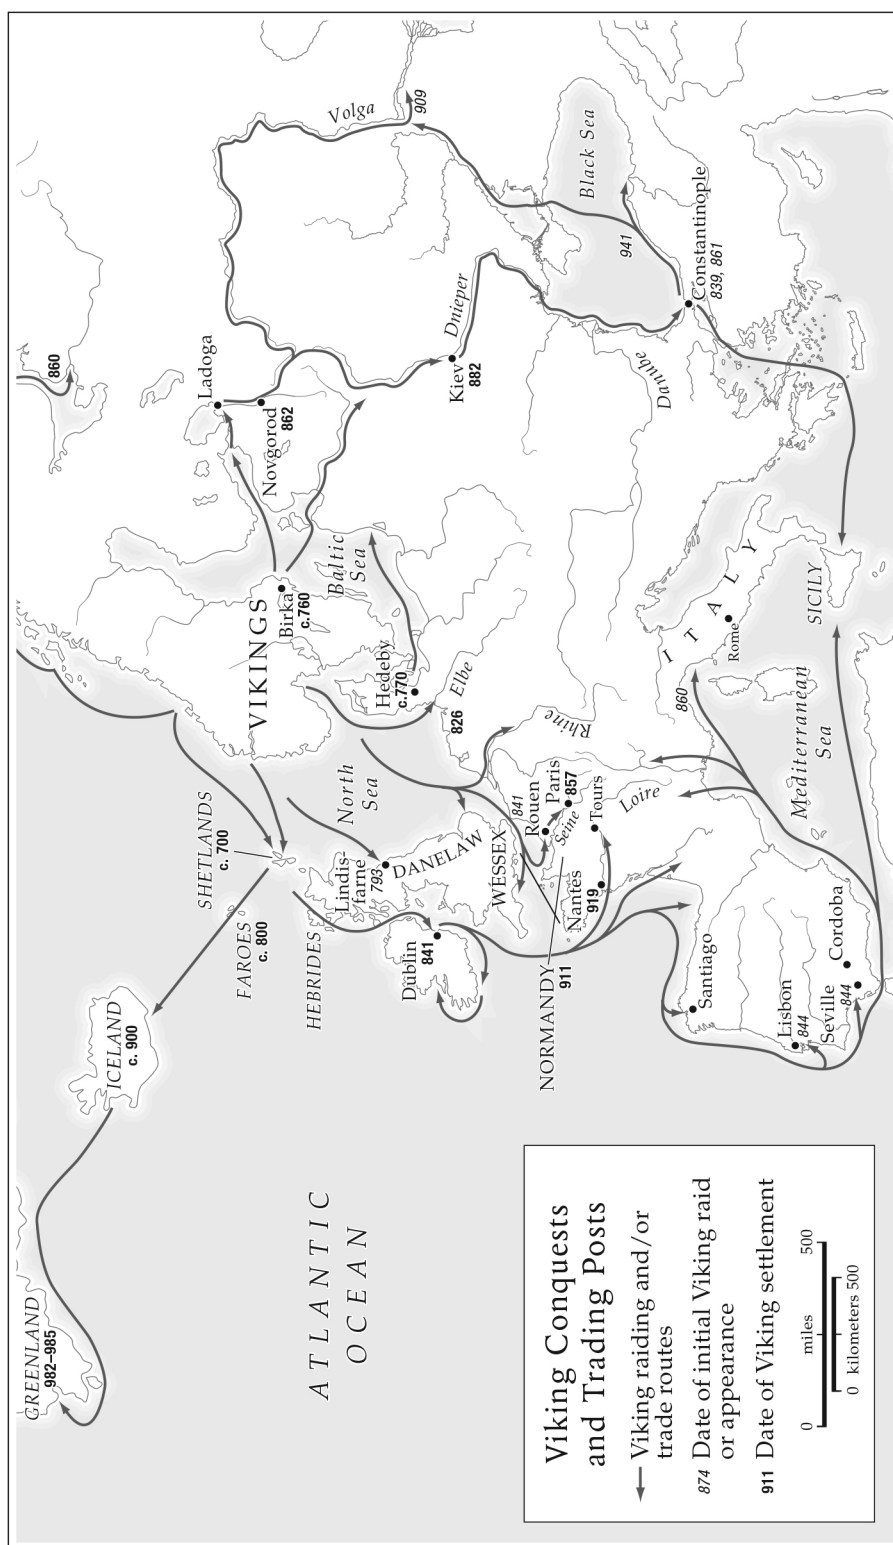 GREENLAND
982–985
ICELAND
c. 900
FAROES
c. 800
SHETLANDS
c. 700
HEBRIDES
VIKINGS
Birka
c.760
Hedeby
c.770
Baltic
Sea
North
Sea
826
Elbe
Rhine
860
Ladoga
Novgorod
862
Volga
909
Dnieper
Kiev
882
Black Sea
941
Constantinople
839, 861
Danube
Lindis-
farne
793
DANELAW
WESSEX
Dublin
841
841
Rouen
Paris
857
Seine
Tours
Loire
Nantes
919
NORMANDY
911
Santiago
Lisbon
844
Seville
844
Cordoba
860
ITALY
Rome
SICILY
Mediterranean
Sea
ATLANTIC
OCEAN
Viking Conquests
and Trading Posts
Viking raiding and/or
trade routes
874 Date of initial Viking raid
or appearance
911 Date of Viking settlement
0 miles 500
0 kilometers 500